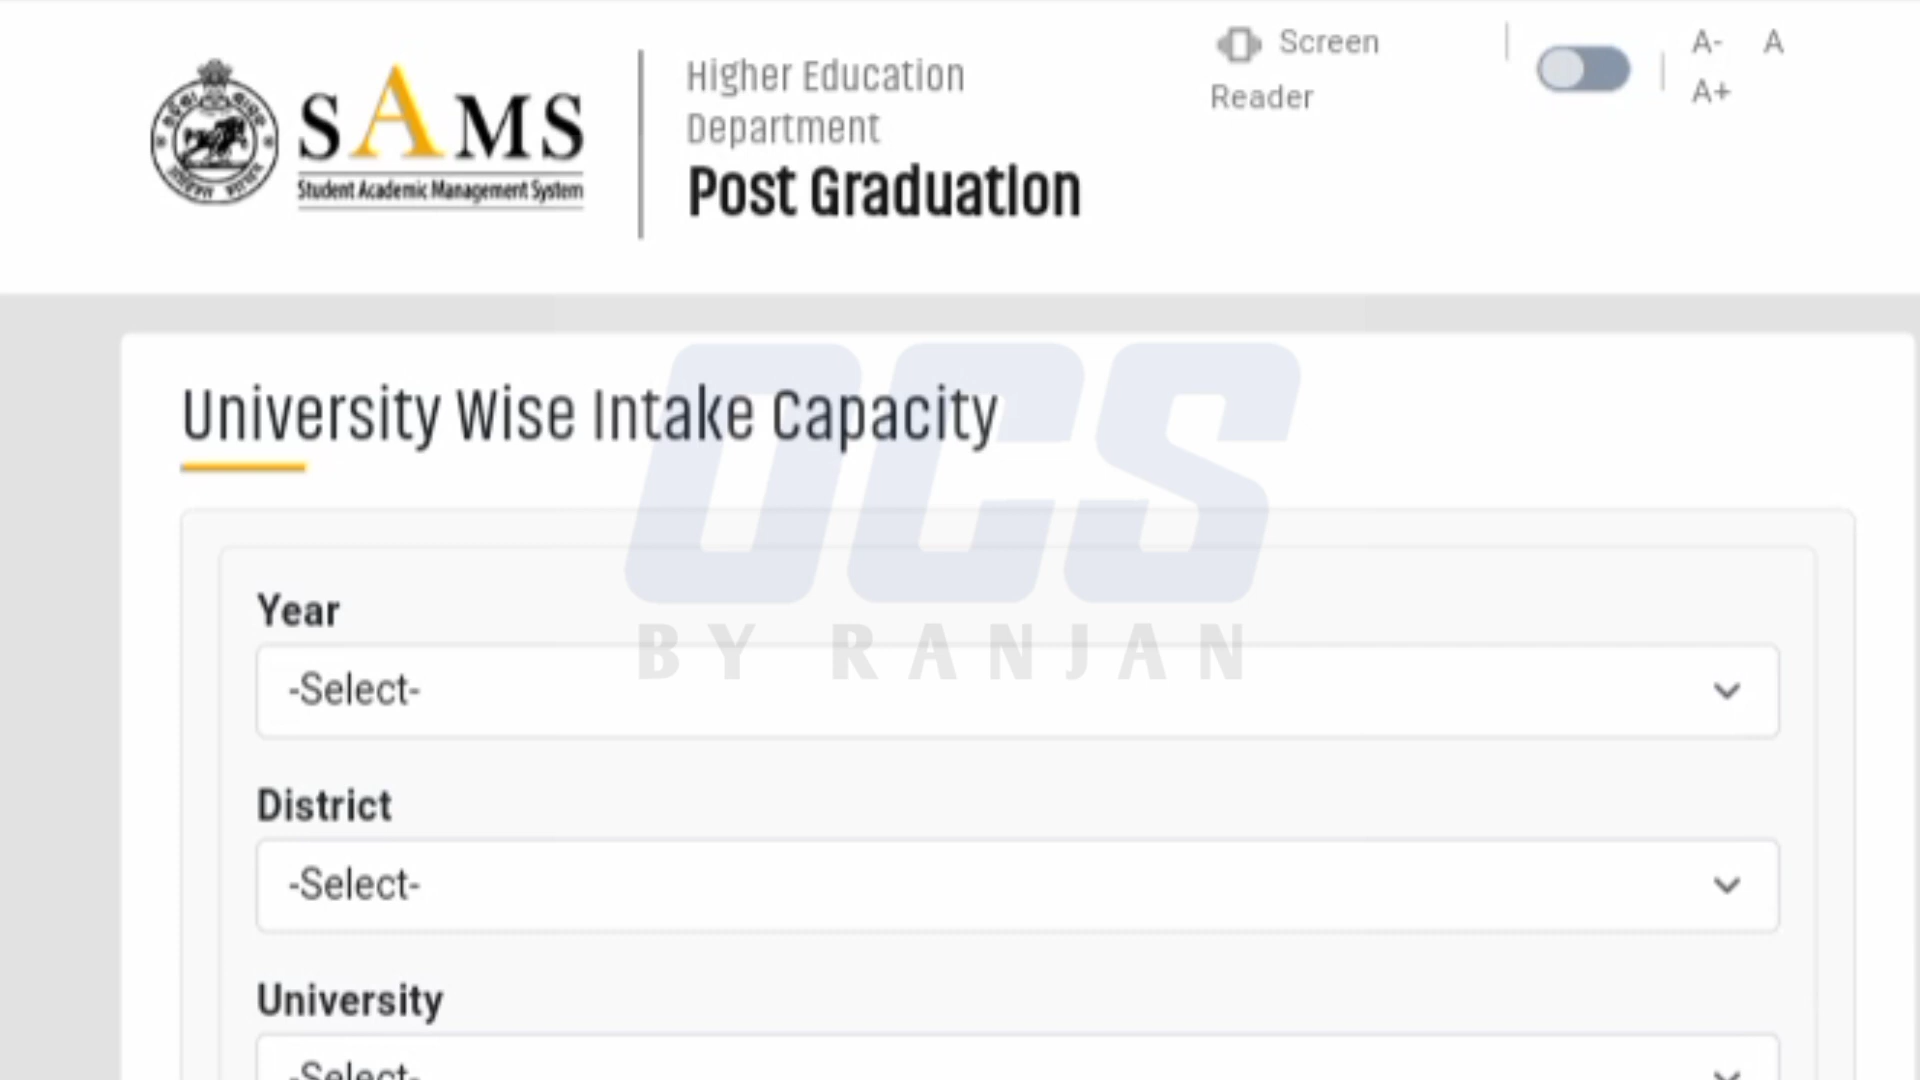 SAMS
Student Academic Management System
Higher Education
Department
Post Graduation
Screen
Reader
A- A
A+
University Wise Intake Capacity
OCS
BY RANJAN
Year
-Select-
District
-Select-
University
-Select-